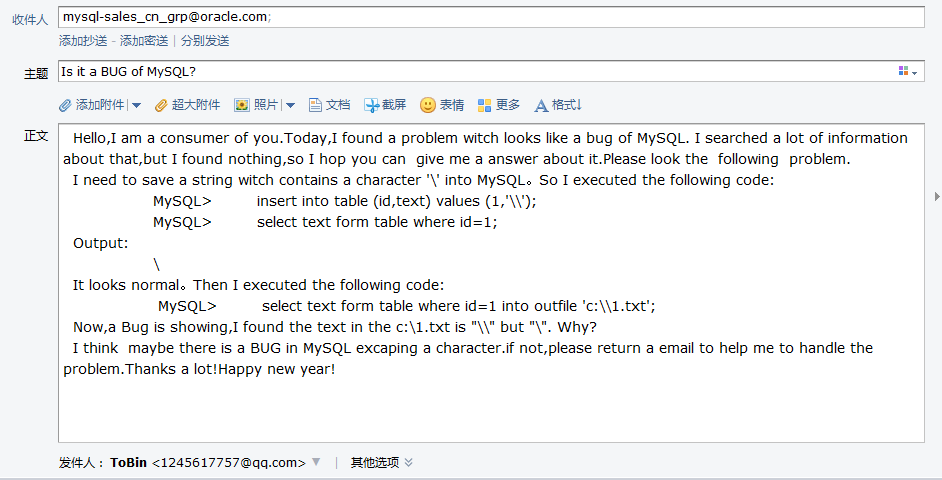 收件人 mysql-sales_cn_grp@oracle.com;
添加抄送 - 添加密送 | 分别发送
主题 Is it a BUG of MySQL?
添加附件 | 超大附件 照片 | 文档 截屏 表情 更多 格式↓
正文 Hello,I am a consumer of you.Today,I found a problem witch looks like a bug of MySQL. I searched a lot of information
about that,but I found nothing,so I hop you can give me a answer about it.Please look the following problem.
I need to save a string witch contains a character '\' into MySQL。So I executed the following code:
MySQL> insert into table (id,text) values (1,'\\');
MySQL> select text form table where id=1;
Output:
\
It looks normal。Then I executed the following code:
MySQL> select text form table where id=1 into outfile 'c:\\1.txt';
Now,a Bug is showing,I found the text in the c:\1.txt is "\\" but "\". Why?
I think maybe there is a BUG in MySQL excaping a character.if not,please return a email to help me to handle the
problem.Thanks a lot!Happy new year!
发件人：ToBin <1245617757@qq.com> | 其他选项